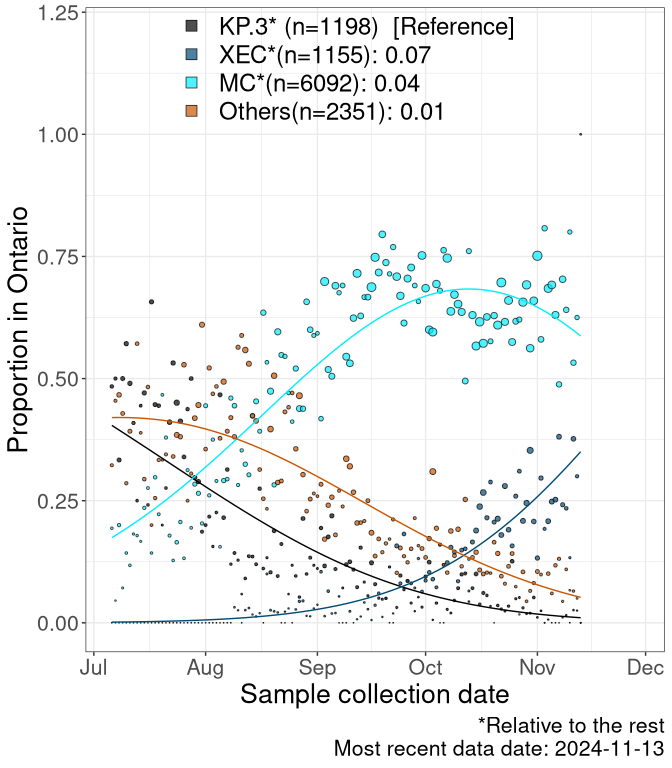 KP.3* (n=1198)  [Reference]
XEC*(n=1155): 0.07
MC*(n=6092): 0.04
Others(n=2351): 0.01
Proportion in Ontario
1.25
1.00
0.75
0.50
0.25
0.00
Jul Aug Sep Oct Nov Dec
Sample collection date
*Relative to the rest
Most recent data date: 2024-11-13